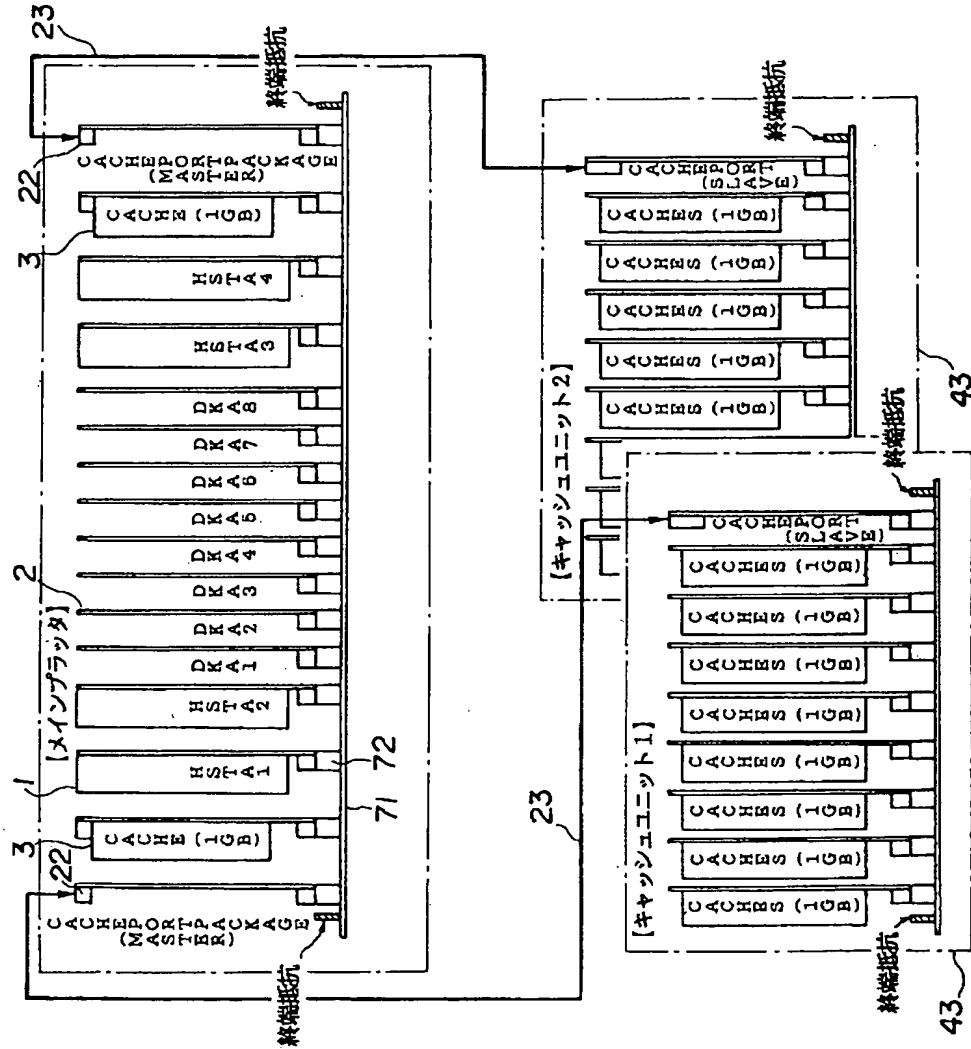 23
終端抵抗
22
CACHE PORT PACKAGE
(MASTER)
3
CACHE (1GB)
HSTA4
HSTA3
DKA8
DKA7
DKA6
DKA5
DKA4
DKA3
2
DKA2
DKA1
[メインプラッタ]
HSTA2
1
HSTA1
72
71
3
CACHE (1GB)
22
CACHE PORT PACKAGE
(MASTER)
終端抵抗
23
終端抵抗
CACHE PORT
(SLAVE)
CACHES (1GB)
CACHES (1GB)
CACHES (1GB)
CACHES (1GB)
CACHES (1GB)
[キャッシュユニット2]
43
終端抵抗
CACHE PORT
(SLAVE)
CACHES (1GB)
CACHES (1GB)
CACHES (1GB)
CACHES (1GB)
CACHES (1GB)
CACHES (1GB)
CACHES (1GB)
CACHES (1GB)
[キャッシュユニット1]
終端抵抗
43